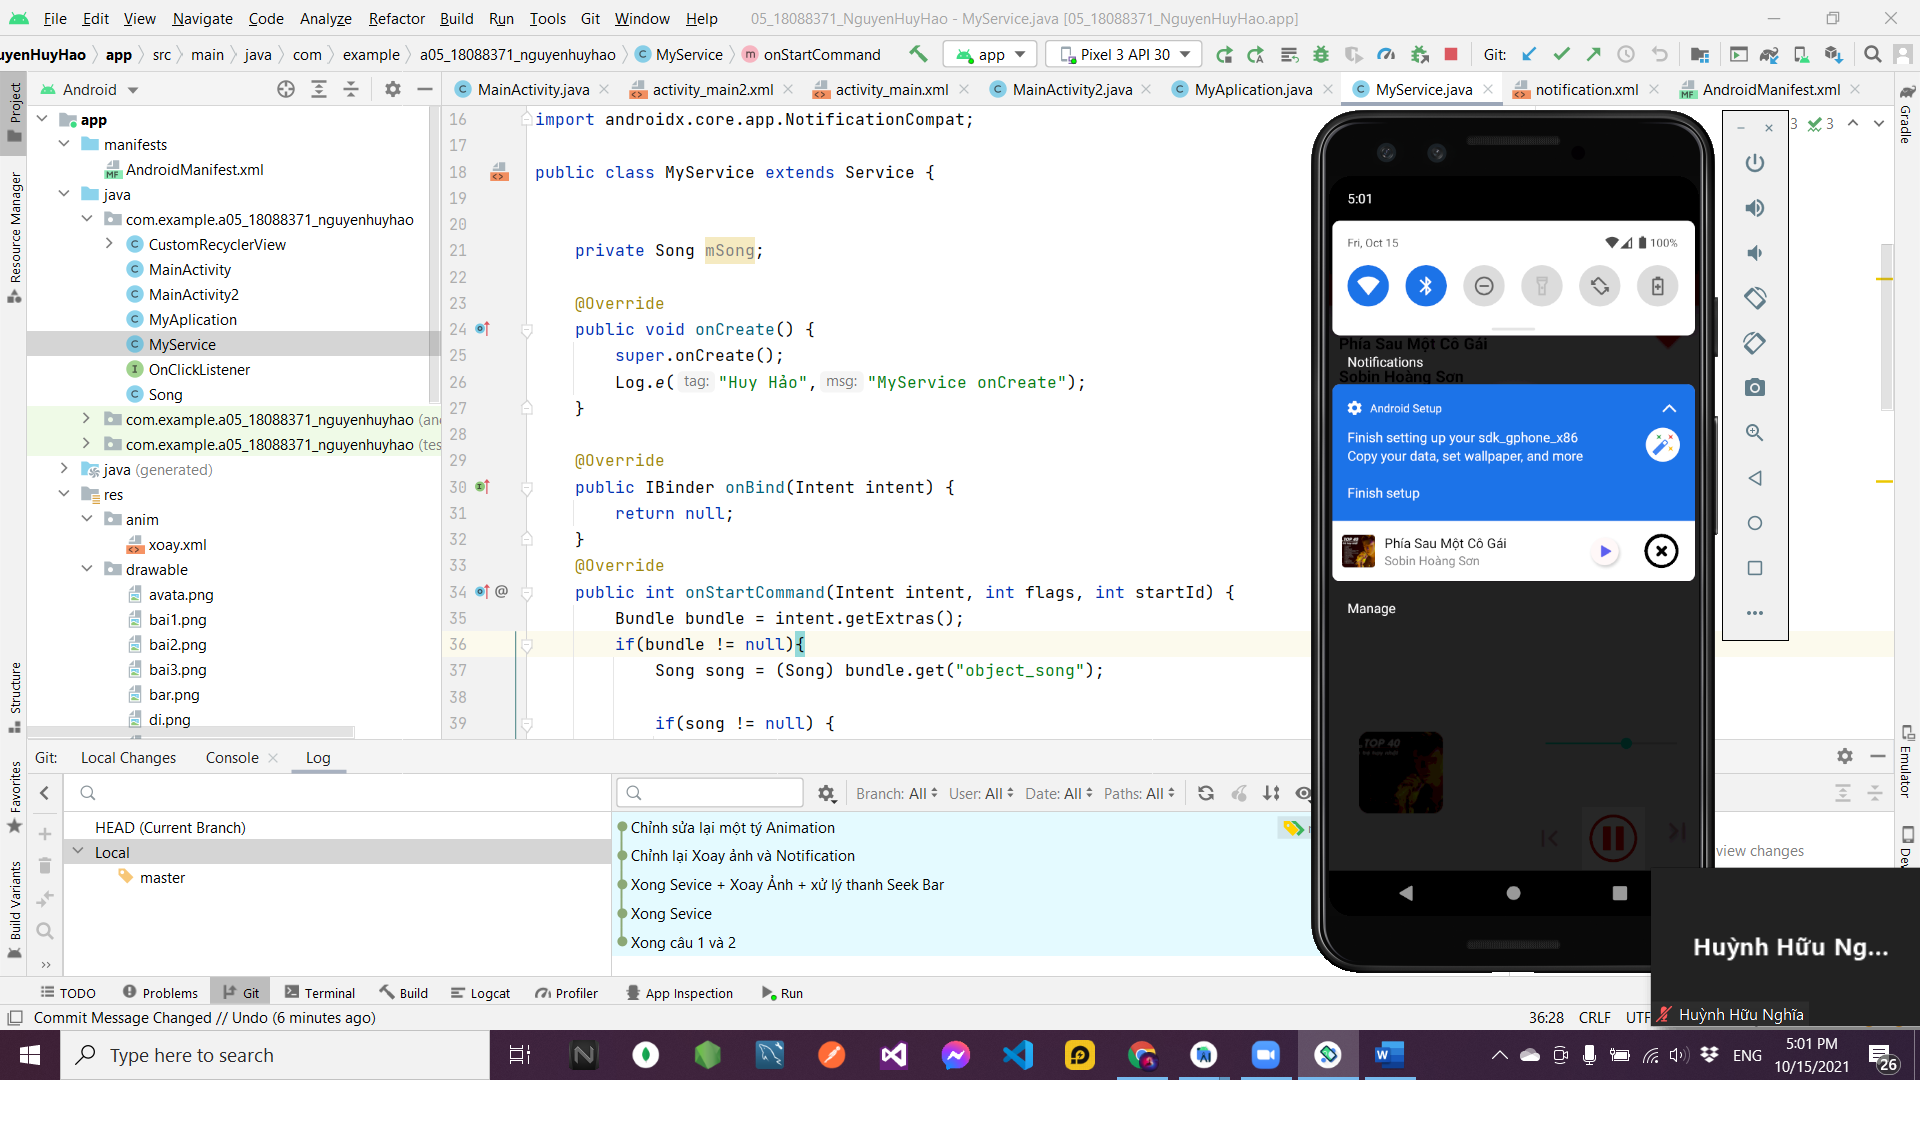 File Edit View Navigate Code Analyze Refactor Build Run Tools Git Window Help 05_18088371_NguyenHuyHao - MyService.java [05_18088371_NguyenHuyHao.app]
uyenHuyHao app src main java com example a05_18088371_nguyenhuyhao MyService onStartCommand app Pixel 3 API 30 Git:
Android
MainActivity.java activity_main2.xml activity_main.xml MainActivity2.java MyAplication.java MyService.java notification.xml AndroidManifest.xml
Project
Resource Manager
Structure
Favorites
Build Variants
Gradle
Emulator
app
manifests
AndroidManifest.xml
java
com.example.a05_18088371_nguyenhuyhao
CustomRecyclerView
MainActivity
MainActivity2
MyAplication
MyService
OnClickListener
Song
com.example.a05_18088371_nguyenhuyhao (an
com.example.a05_18088371_nguyenhuyhao (tes
java (generated)
res
anim
xoay.xml
drawable
avata.png
bai1.png
bai2.png
bai3.png
bar.png
di.png
3 3
16 import androidx.core.app.NotificationCompat;
17
18 public class MyService extends Service {
19
20
21 private Song mSong;
22
23 @Override
24 public void onCreate() {
25 super.onCreate();
26 Log.e( tag: "Huy Hảo", msg: "MyService onCreate");
27 }
28
29 @Override
30 public IBinder onBind(Intent intent) {
31 return null;
32 }
33 @Override
34 @ public int onStartCommand(Intent intent, int flags, int startId) {
35 Bundle bundle = intent.getExtras();
36 if(bundle != null){
37 Song song = (Song) bundle.get("object_song");
38
39 if(song != null) {
5:01
Fri, Oct 15 100%
Phía Sau Một Cô Gái
Notifications
Sobin Hoàng Sơn
Android Setup
Finish setting up your sdk_gphone_x86
Copy your data, set wallpaper, and more
Finish setup
Phía Sau Một Cô Gái
Sobin Hoàng Sơn
Manage
TOP 40
Git: Local Changes Console Log
Branch: All User: All Date: All Paths: All
HEAD (Current Branch)
Local
master
Chỉnh sửa lại một tý Animation
Chỉnh lại Xoay ảnh và Notification
Xong Sevice + Xoay Ảnh + xử lý thanh Seek Bar
Xong Sevice
Xong câu 1 và 2
view changes
Huỳnh Hữu Ng...
Huỳnh Hữu Nghĩa
TODO Problems Git Terminal Build Logcat Profiler App Inspection Run
Commit Message Changed // Undo (6 minutes ago) 36:28 CRLF UTF
Type here to search
ENG
5:01 PM
10/15/2021
26